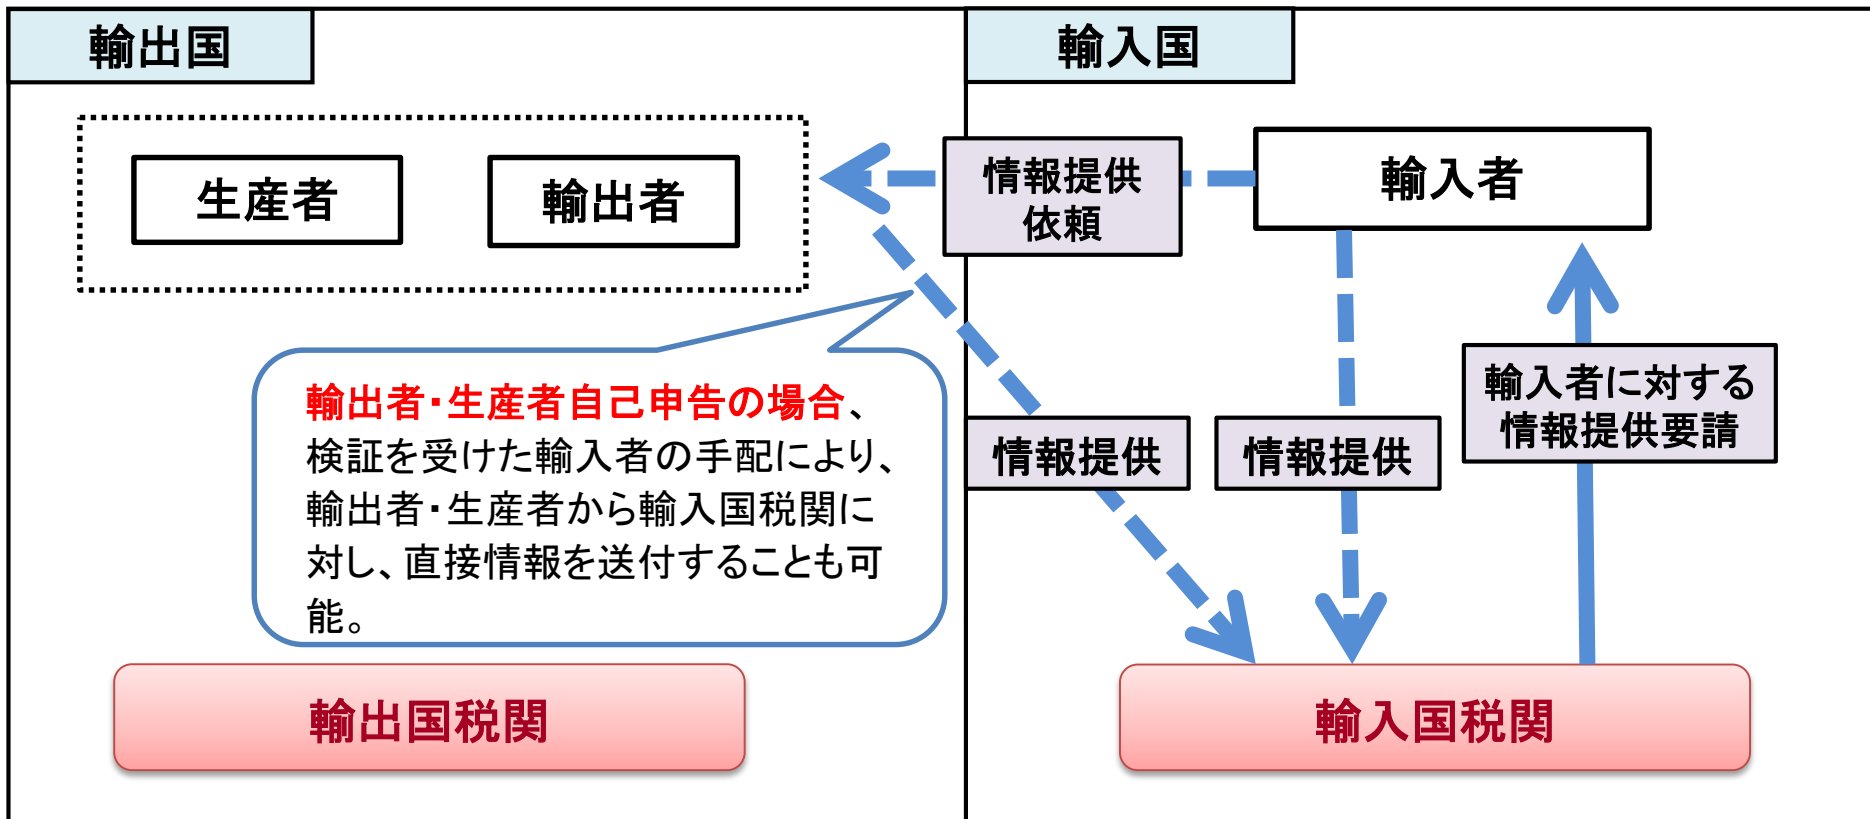 輸出国
輸入国
生産者
輸出者
情報提供
依頼
輸入者
輸出者・生産者自己申告の場合、
検証を受けた輸入者の手配により、
輸出者・生産者から輸入国税関に
対し、直接情報を送付することも可
能。
情報提供
情報提供
輸入者に対する
情報提供要請
輸出国税関
輸入国税関